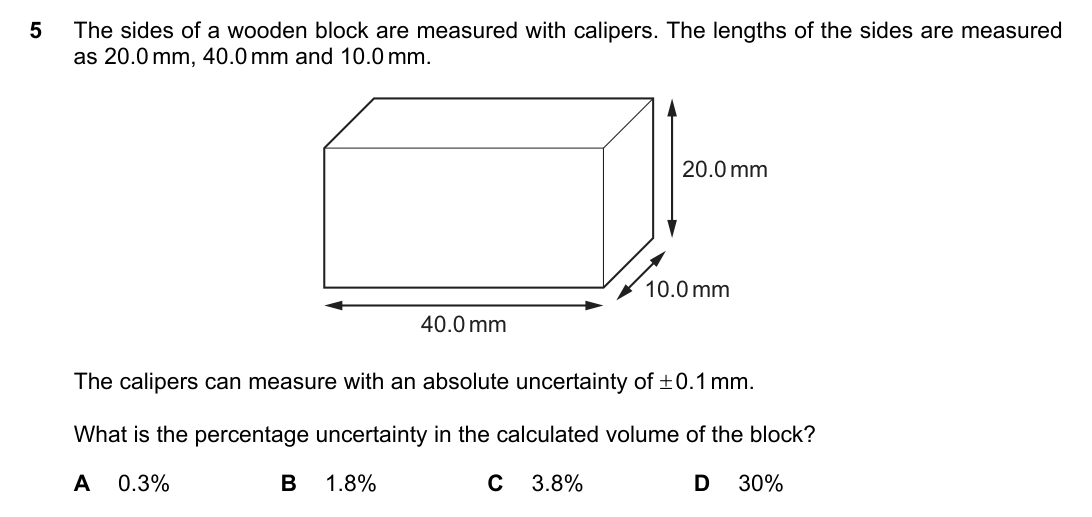 5 The sides of a wooden block are measured with calipers. The lengths of the sides are measured
as 20.0 mm, 40.0 mm and 10.0 mm.
20.0 mm
10.0 mm
40.0 mm
The calipers can measure with an absolute uncertainty of ±0.1 mm.
What is the percentage uncertainty in the calculated volume of the block?
A 0.3% B 1.8% C 3.8% D 30%